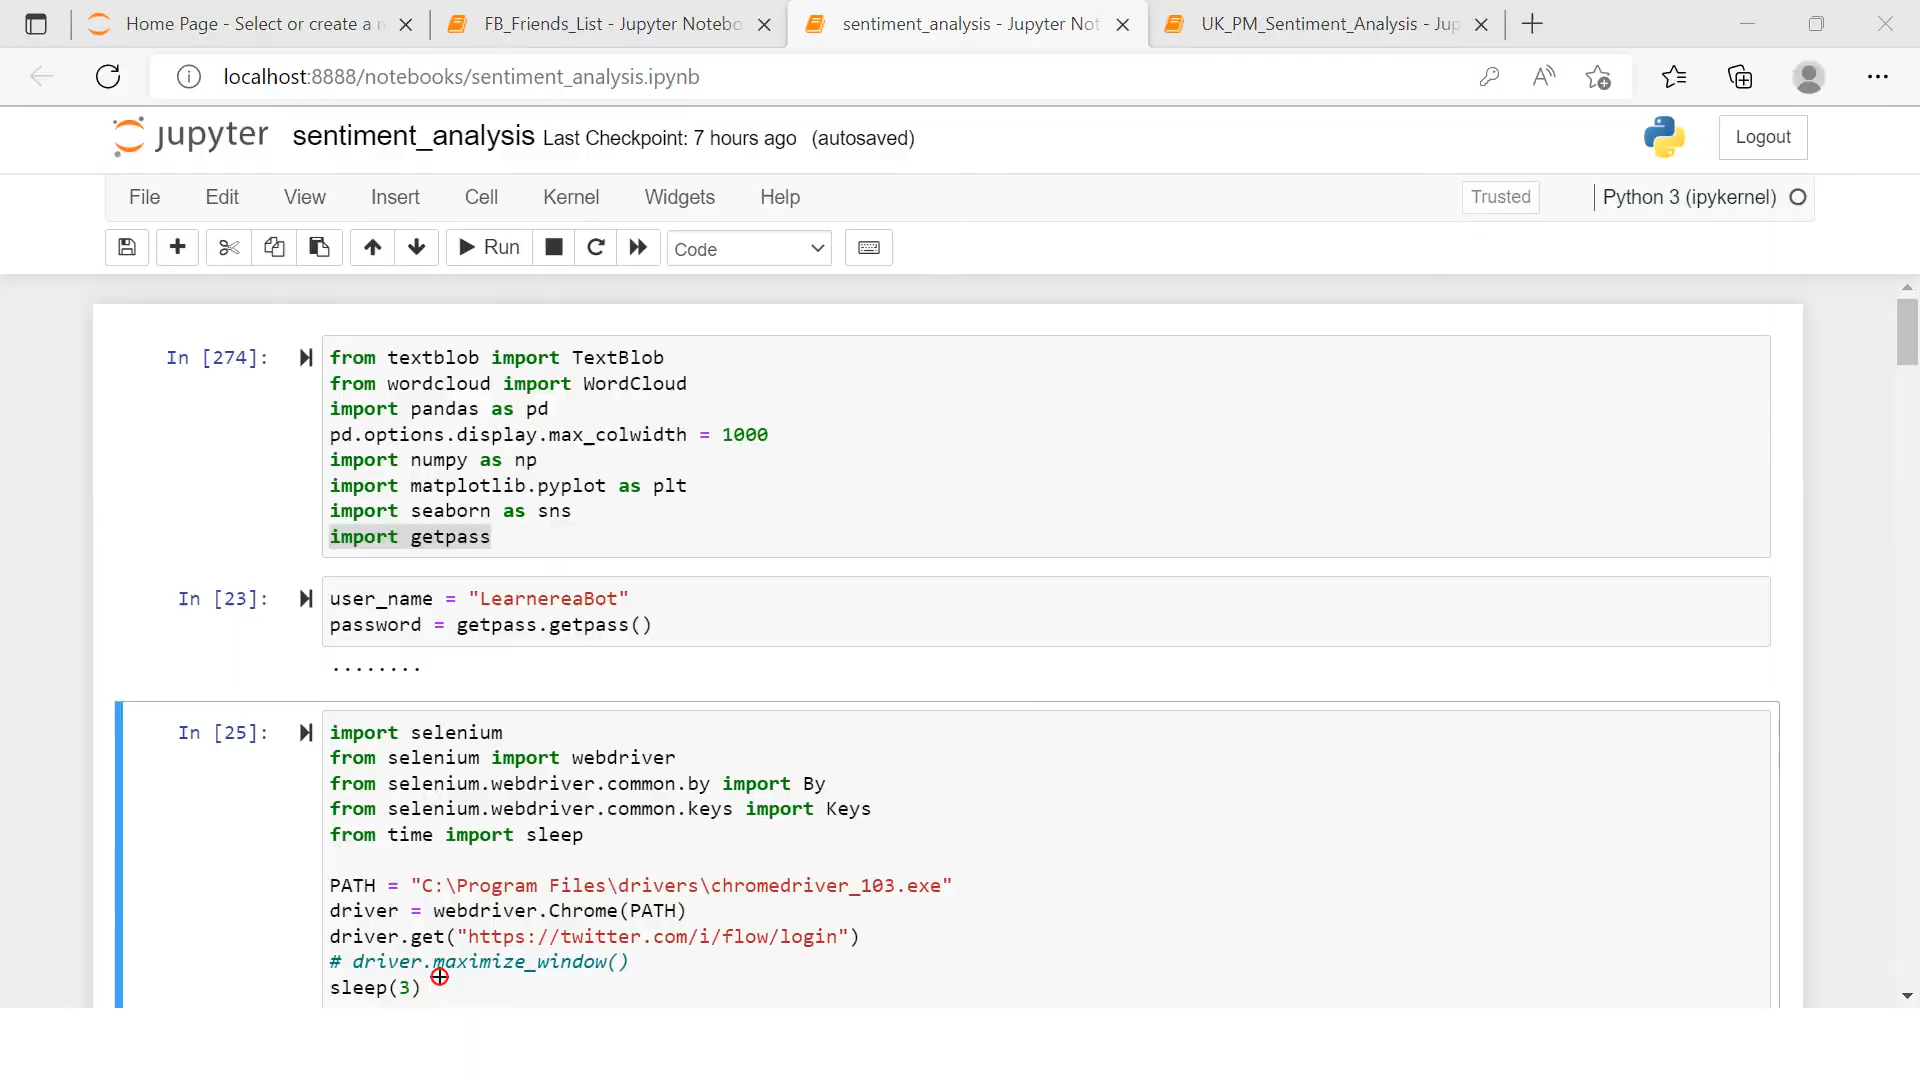 Home Page - Select or create a n
FB_Friends_List - Jupyter Notebo
sentiment_analysis - Jupyter Not
UK_PM_Sentiment_Analysis - Jup
localhost:8888/notebooks/sentiment_analysis.ipynb
jupyter sentiment_analysis Last Checkpoint: 7 hours ago (autosaved)
Logout
File Edit View Insert Cell Kernel Widgets Help
Trusted
Python 3 (ipykernel)
Run
Code
In [274]:
from textblob import TextBlob
from wordcloud import WordCloud
import pandas as pd
pd.options.display.max_colwidth = 1000
import numpy as np
import matplotlib.pyplot as plt
import seaborn as sns
import getpass
In [23]:
user_name = "LearnereaBot"
password = getpass.getpass()
········
In [25]:
import selenium
from selenium import webdriver
from selenium.webdriver.common.by import By
from selenium.webdriver.common.keys import Keys
from time import sleep
PATH = "C:\Program Files\drivers\chromedriver_103.exe"
driver = webdriver.Chrome(PATH)
driver.get("https://twitter.com/i/flow/login")
# driver.maximize_window()
sleep(3)